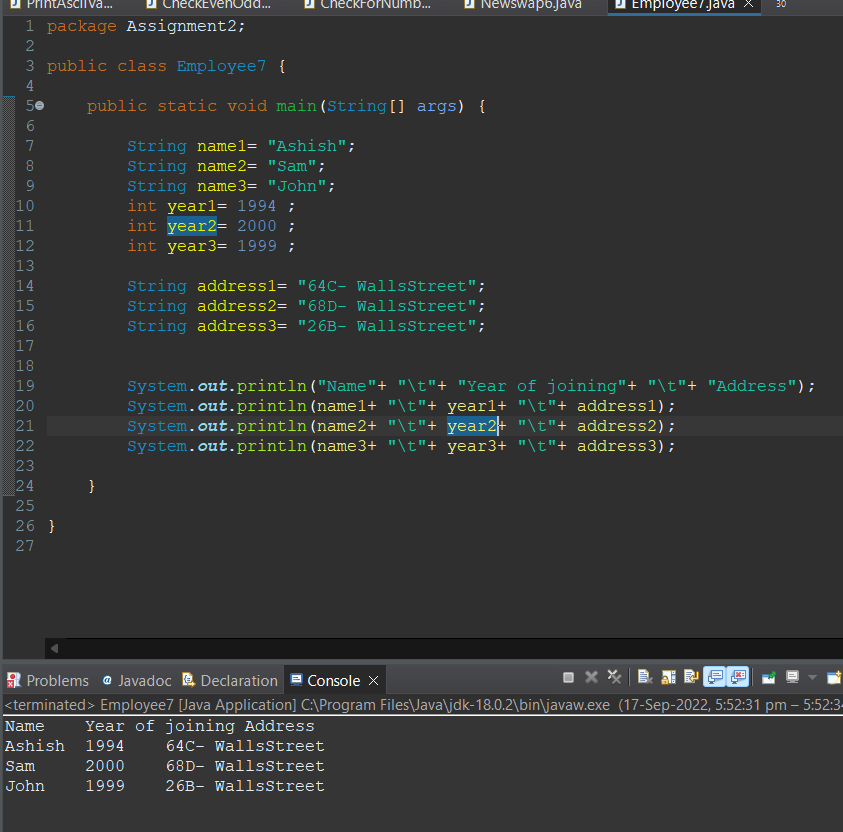 PrintAsciiVa... CheckEvenOdd... CheckForNumb... Newswap6.java Employee7.java 30
1 package Assignment2;
2
3 public class Employee7 {
4
5 public static void main(String[] args) {
6
7 String name1= "Ashish";
8 String name2= "Sam";
9 String name3= "John";
10 int year1= 1994 ;
11 int year2= 2000 ;
12 int year3= 1999 ;
13
14 String address1= "64C- WallsStreet";
15 String address2= "68D- WallsStreet";
16 String address3= "26B- WallsStreet";
17
18
19 System.out.println("Name"+ "\t"+ "Year of joining"+ "\t"+ "Address");
20 System.out.println(name1+ "\t"+ year1+ "\t"+ address1);
21 System.out.println(name2+ "\t"+ year2+ "\t"+ address2);
22 System.out.println(name3+ "\t"+ year3+ "\t"+ address3);
23
24 }
25
26 }
27
Problems Javadoc Declaration Console
<terminated> Employee7 [Java Application] C:\Program Files\Java\jdk-18.0.2\bin\javaw.exe (17-Sep-2022, 5:52:31 pm – 5:52:34
Name Year of joining Address
Ashish 1994 64C- WallsStreet
Sam 2000 68D- WallsStreet
John 1999 26B- WallsStreet